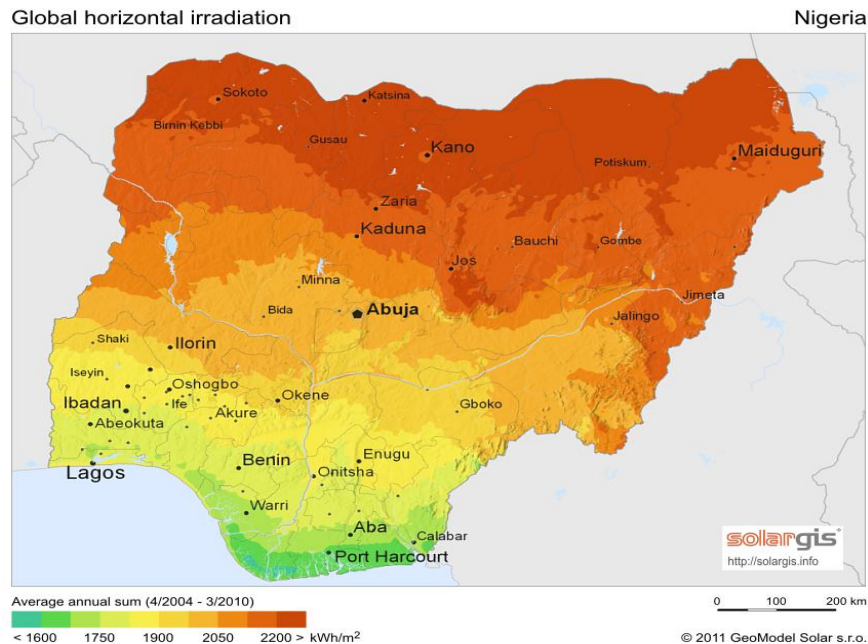 Global horizontal irradiation
Nigeria
Sokoto
Katsina
Birnin Kebbi
Gusau
Kano
Potiskum
Maiduguri
Zaria
Kaduna
Bauchi
Gombe
Jos
Minna
Jimeta
Bida
Abuja
Jalingo
Shaki
Ilorin
Iseyin
Oshogbo
Okene
Ibadan
Ife
Akure
Gboko
Abeokuta
Lagos
Benin
Enugu
Onitsha
Warri
Aba
Calabar
Port Harcourt
solargis
http://solargis.info
Average annual sum (4/2004 - 3/2010)
0 100 200 km
< 1600 1750 1900 2050 2200 > kWh/m²
© 2011 GeoModel Solar s.r.o.